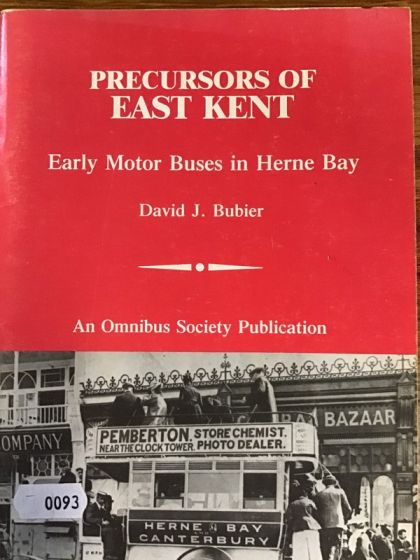 PRECURSORS OF
EAST KENT
Early Motor Buses in Herne Bay
David J. Bubier
An Omnibus Society Publication
BAZAAR
OMPANY
PEMBERTON. STORE CHEMIST.
NEAR THE CLOCK TOWER. PHOTO DEALER.
0093
HERNE BAY
AND
CANTERBURY